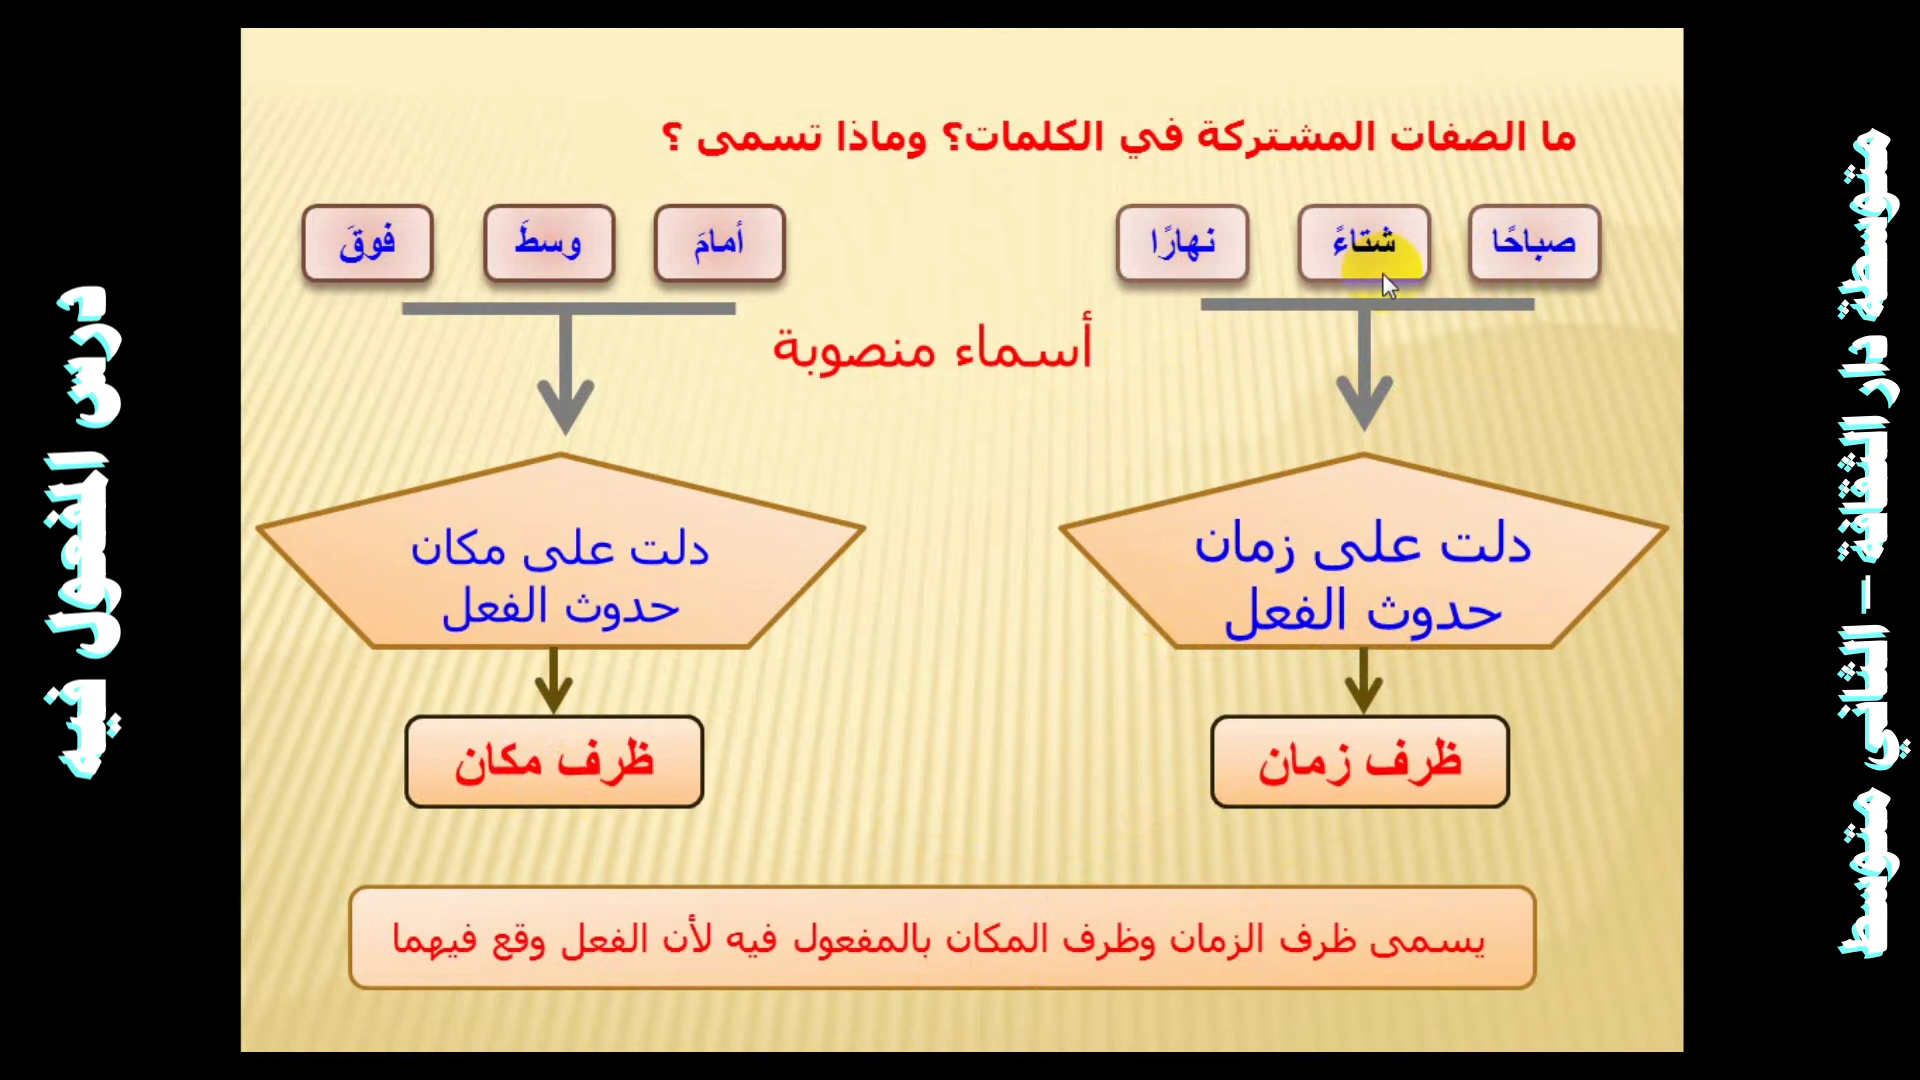 ما الصفات المشتركة في الكلمات؟ وماذا تسمى ؟
صباحًا
شتاءً
نهارًا
أمامَ
وسطَ
فوقَ
أسماء منصوبة
دلت على زمان
حدوث الفعل
دلت على مكان
حدوث الفعل
ظرف زمان
ظرف مكان
يسمى ظرف الزمان وظرف المكان بالمفعول فيه لأن الفعل وقع فيهما
متوسطة دار الثقافة – الثاني متوسط
درس المفعول فيه